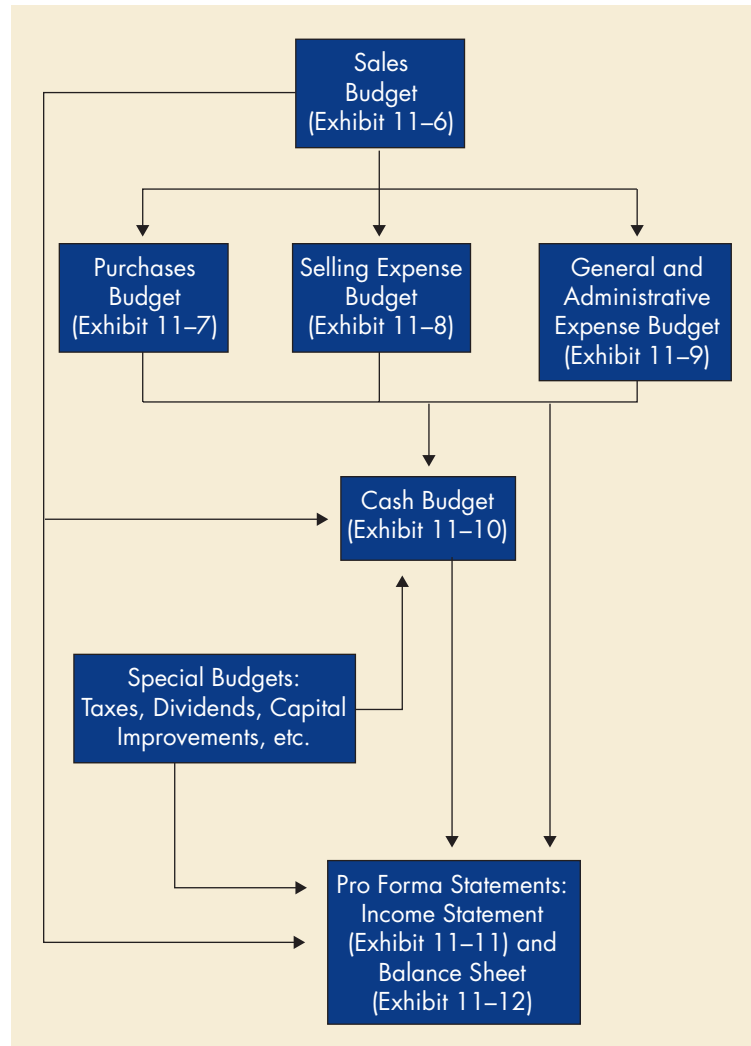 Sales
Budget
(Exhibit 11–6)
Purchases
Budget
(Exhibit 11–7)
Selling Expense
Budget
(Exhibit 11–8)
General and
Administrative
Expense Budget
(Exhibit 11–9)
Cash Budget
(Exhibit 11–10)
Special Budgets:
Taxes, Dividends, Capital
Improvements, etc.
Pro Forma Statements:
Income Statement
(Exhibit 11–11) and
Balance Sheet
(Exhibit 11–12)